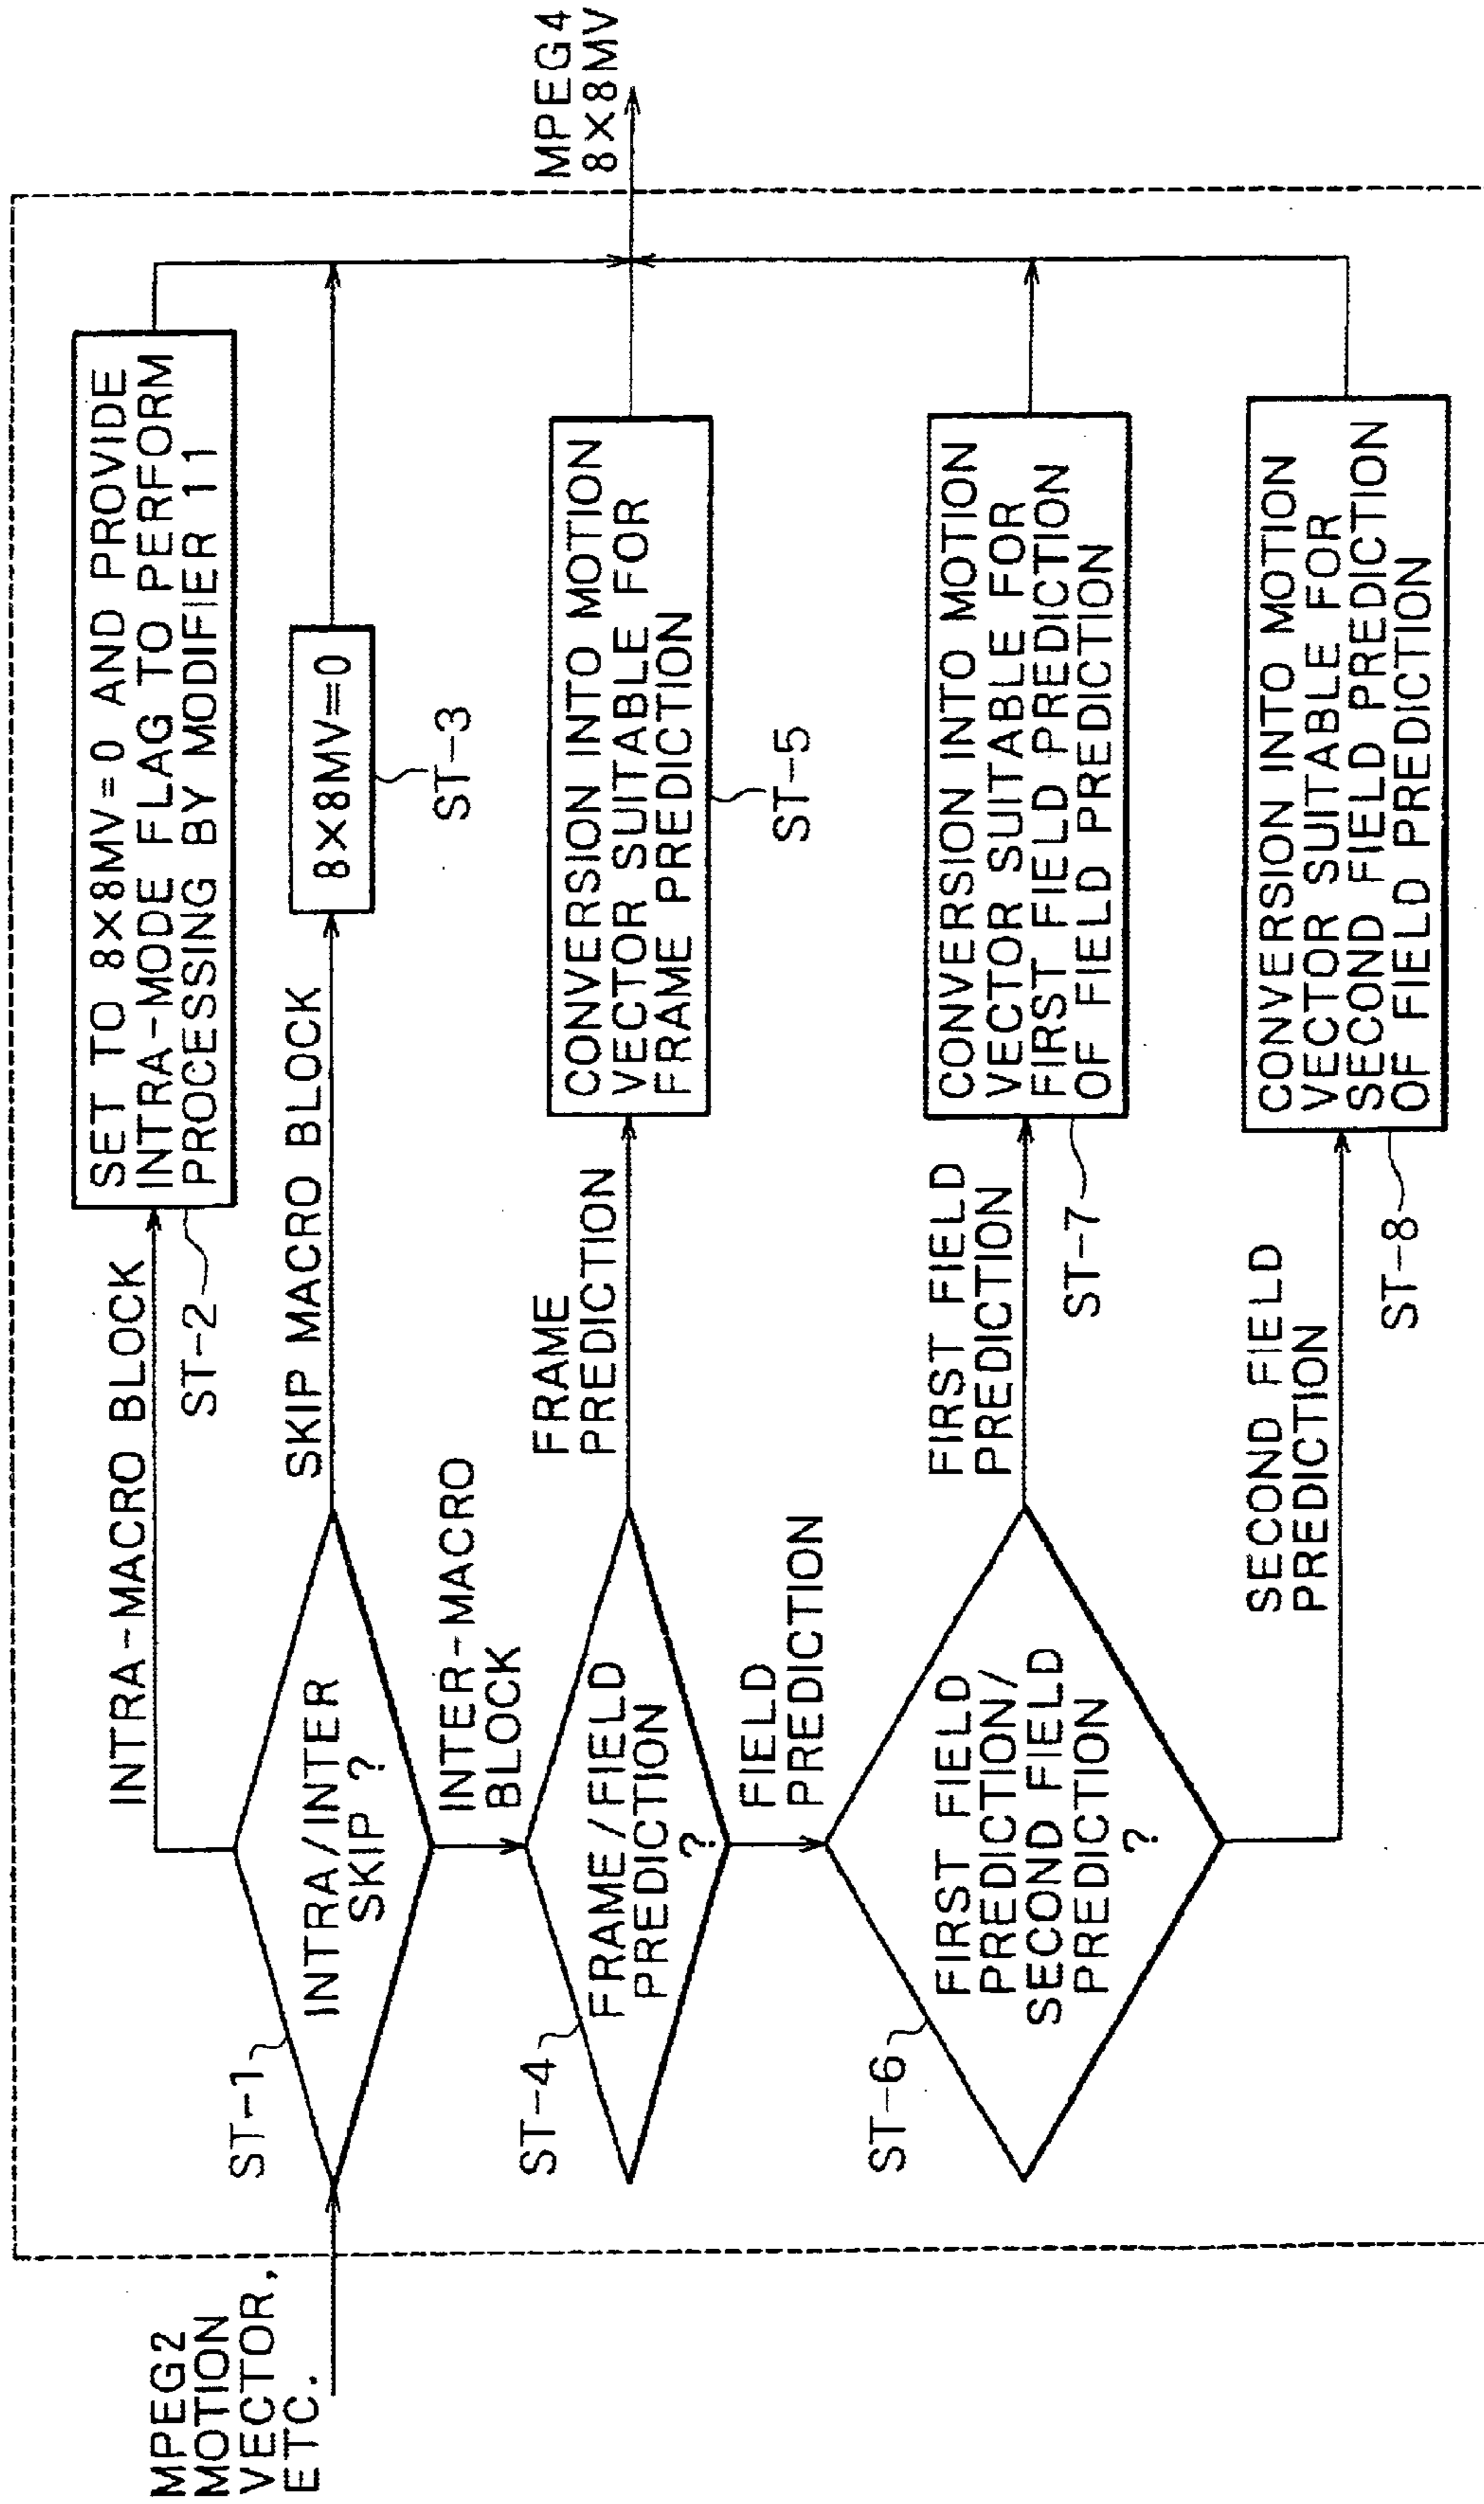 MPEG2
MOTION
VECTOR,
ETC.
ST-1
INTRA/INTER
SKIP ?
INTRA-MACRO BLOCK
ST-2
SET TO 8×8MV=0 AND PROVIDE
INTRA-MODE FLAG TO PERFORM
PROCESSING BY MODIFIER 11
SKIP MACRO BLOCK
8×8MV=0
ST-3
INTER-MACRO
BLOCK
ST-4
FRAME/FIELD
PREDICTION
?
FRAME
PREDICTION
CONVERSION INTO MOTION
VECTOR SUITABLE FOR
FRAME PREDICTION
ST-5
MPEG4
8×8MV
FIELD
PREDICTION
ST-6
FIRST FIELD
PREDICTION/
SECOND FIELD
PREDICTION
?
FIRST FIELD
PREDICTION
ST-7
CONVERSION INTO MOTION
VECTOR SUITABLE FOR
FIRST FIELD PREDICTION
OF FIELD PREDICTION
SECOND FIELD
PREDICTION
ST-8
CONVERSION INTO MOTION
VECTOR SUITABLE FOR
SECOND FIELD PREDICTION
OF FIELD PREDICTION